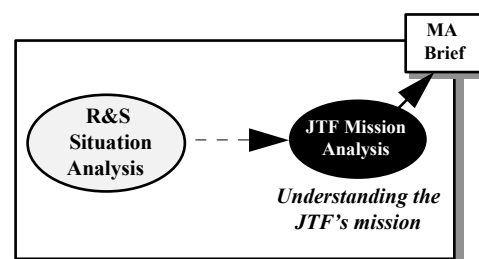 MA
Brief
R&S
Situation
Analysis
JTF Mission
Analysis
Understanding the
JTF's mission